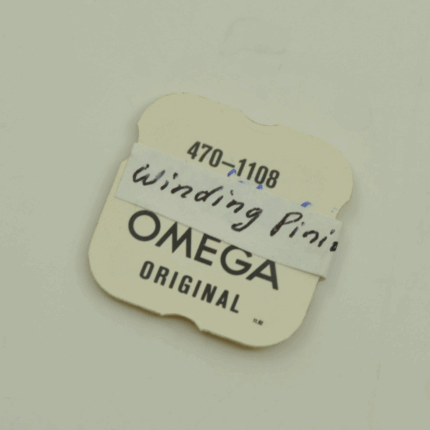 470-1108
Winding Pini
OMEGA
ORIGINAL